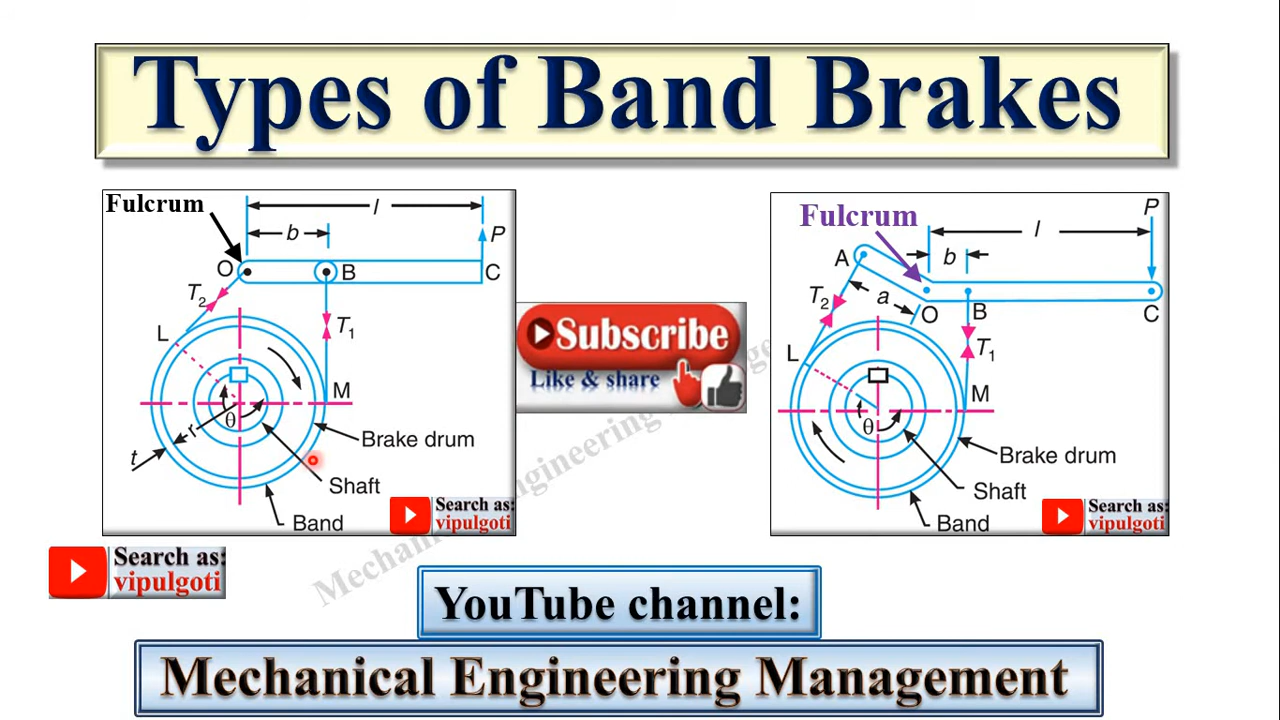 Types of Band Brakes
Fulcrum
l
b
P
O
B
C
T2
T1
L
M
θ
r
t
Brake drum
Shaft
Band
Search as:
vipulgoti
Subscribe
Like & share
Fulcrum
P
l
b
A
a
O
B
C
T2
T1
L
M
θ
Brake drum
Shaft
Band
Search as:
vipulgoti
Search as:
vipulgoti
YouTube channel:
Mechanical Engineering Management